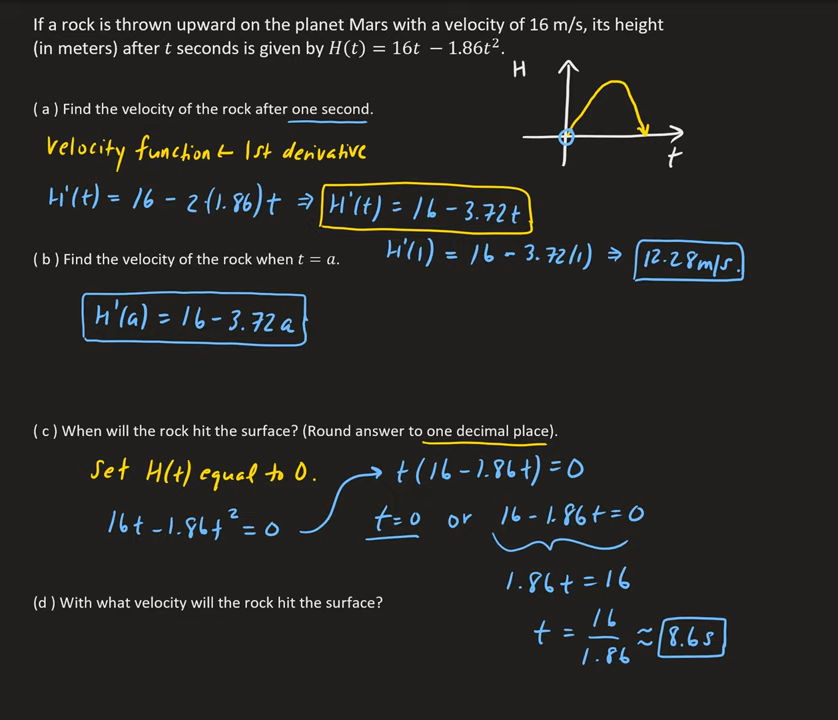 If a rock is thrown upward on the planet Mars with a velocity of 16 m/s, its height
(in meters) after t seconds is given by H(t) = 16t − 1.86t².
H
t
( a ) Find the velocity of the rock after one second.
Velocity function ← 1st derivative
H'(t) = 16 - 2(1.86)t ⇒ H'(t) = 16 - 3.72t
H'(1) = 16 - 3.72(1) ⇒ 12.28m/s.
( b ) Find the velocity of the rock when t = a.
H'(a) = 16 - 3.72a
( c ) When will the rock hit the surface? (Round answer to one decimal place).
Set H(t) equal to 0.
16t - 1.86t² = 0
t(16 - 1.86t) = 0
t = 0 or 16 - 1.86t = 0
1.86t = 16
t = 16/1.86 ≈ 8.6s
(d ) With what velocity will the rock hit the surface?